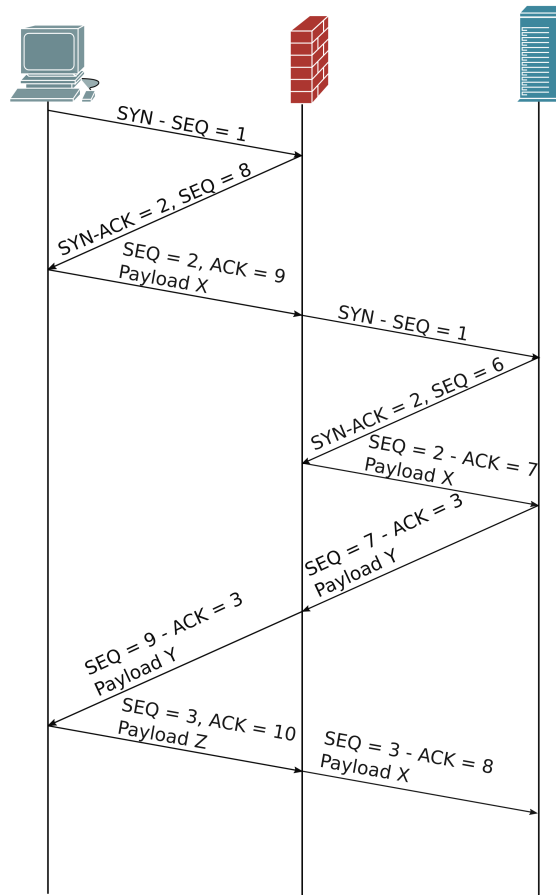 SYN - SEQ = 1
SYN-ACK = 2, SEQ = 8
SEQ = 2, ACK = 9
Payload X
SYN - SEQ = 1
SYN-ACK = 2, SEQ = 6
SEQ = 2 - ACK = 7
Payload X
SEQ = 7 - ACK = 3
Payload Y
SEQ = 9 - ACK = 3
Payload Y
SEQ = 3, ACK = 10
Payload Z
SEQ = 3 - ACK = 8
Payload X